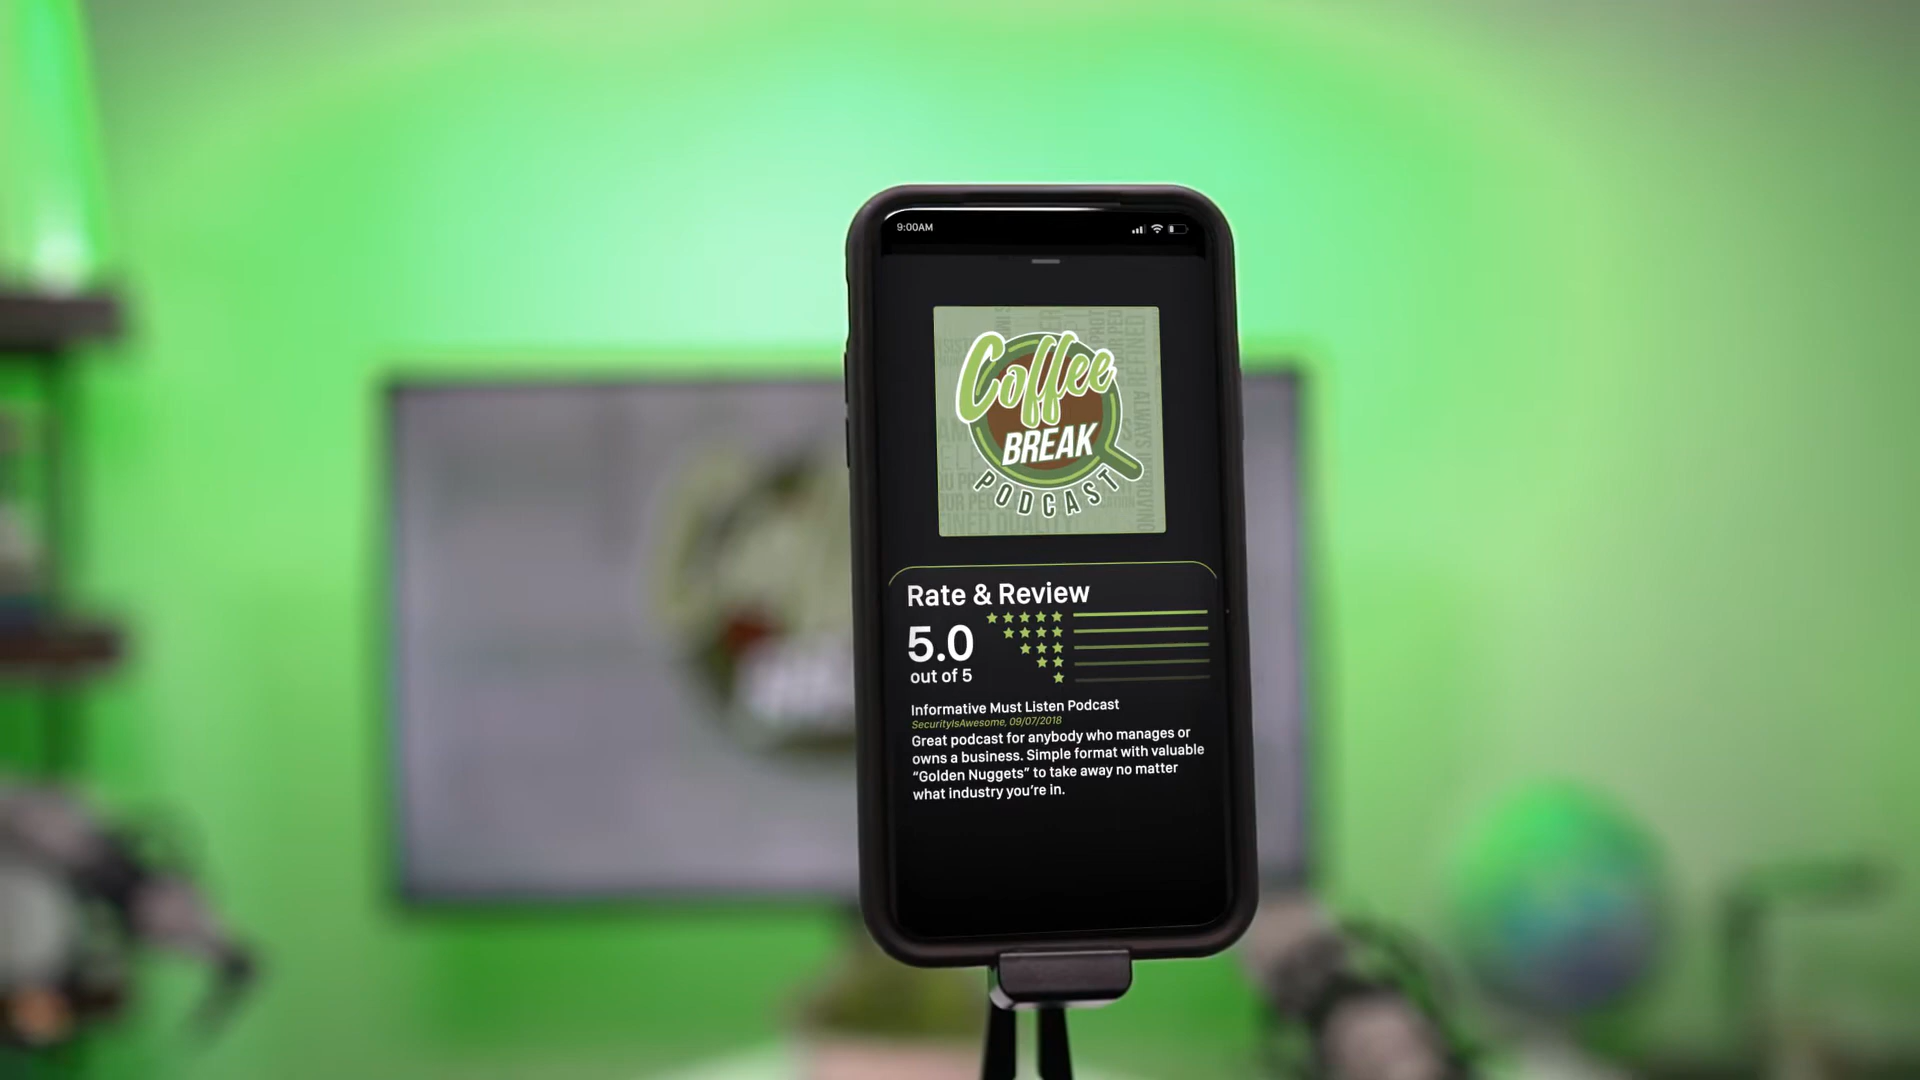 9:00AM
Coffee
BREAK
PODCAST
Rate & Review
5.0
out of 5
Informative Must Listen Podcast
SecurityIsAwesome, 09/07/2018
Great podcast for anybody who manages or
owns a business. Simple format with valuable
“Golden Nuggets” to take away no matter
what industry you’re in.